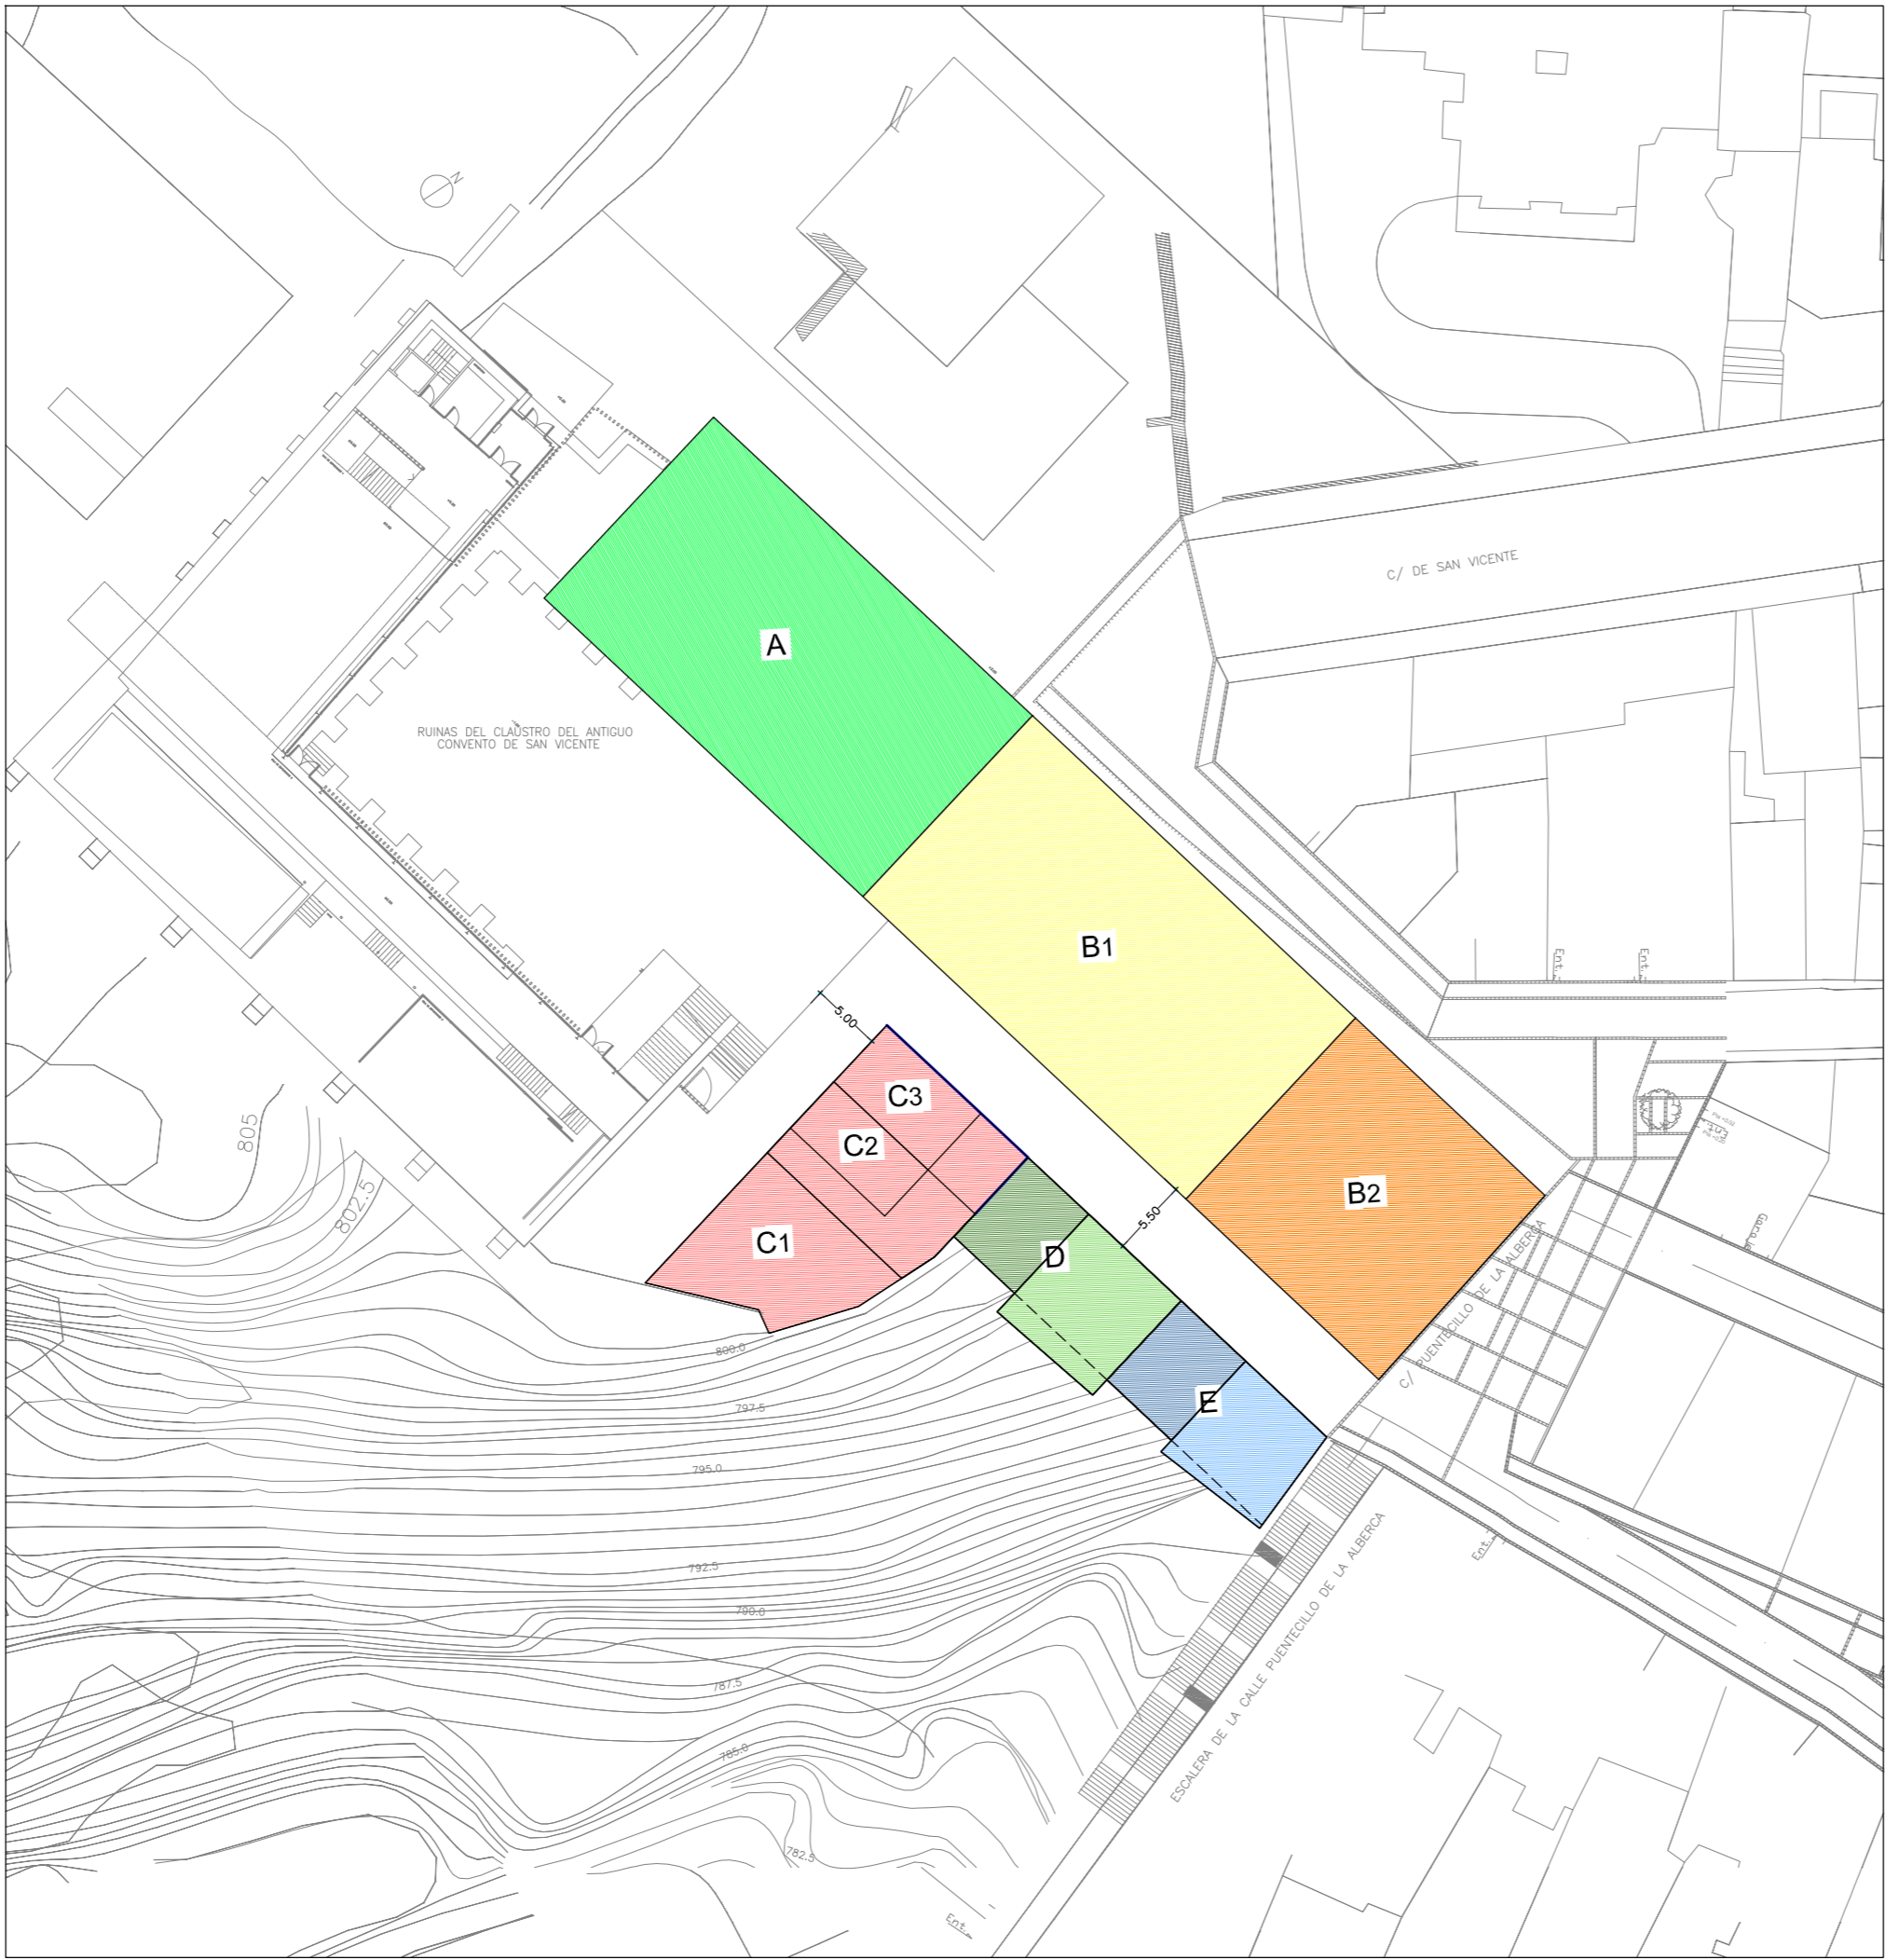 N
C/ DE SAN VICENTE
A
RUINAS DEL CLAUSTRO DEL ANTIGUO
CONVENTO DE SAN VICENTE
B1
Ent.
Ent.
5.00
C3
C2
C1
805
802.5
B2
5.50
D
E
C/ PUENTECILLO DE LA ALBERCA
800.0
797.5
795.0
792.5
790.0
787.5
785.0
782.5
Ent.
ESCALERA DE LA CALLE PUENTECILLO DE LA ALBERCA
Ent.
Ent.